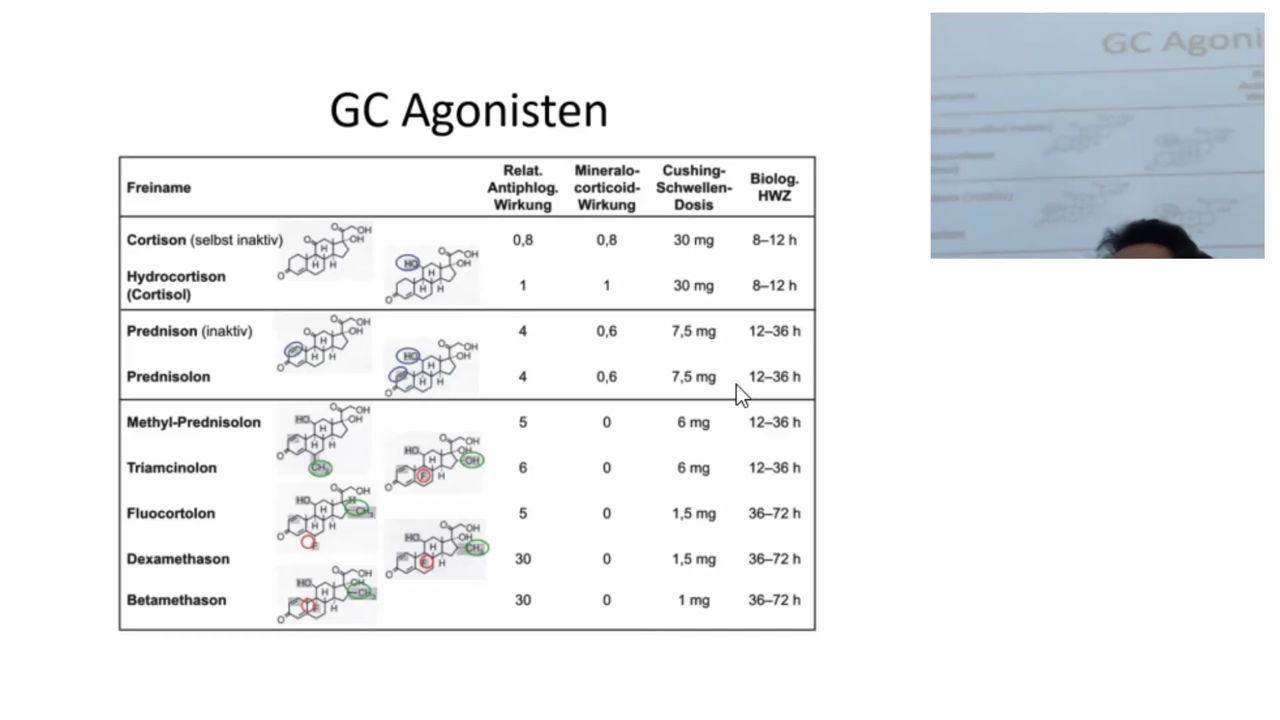 GC Agonisten
Freiname Relat. Antiphlog. Wirkung Mineralo-corticoid-Wirkung Cushing-Schwellen-Dosis Biolog. HWZ
Cortison (selbst inaktiv) 0,8 0,8 30 mg 8–12 h
Hydrocortison (Cortisol) 1 1 30 mg 8–12 h
Prednison (inaktiv) 4 0,6 7,5 mg 12–36 h
Prednisolon 4 0,6 7,5 mg 12–36 h
Methyl-Prednisolon 5 0 6 mg 12–36 h
Triamcinolon 6 0 6 mg 12–36 h
Fluocortolon 5 0 1,5 mg 36–72 h
Dexamethason 30 0 1,5 mg 36–72 h
Betamethason 30 0 1 mg 36–72 h
GC Agoni